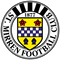 ST. MIRREN FOOTBALL CLUB
1877